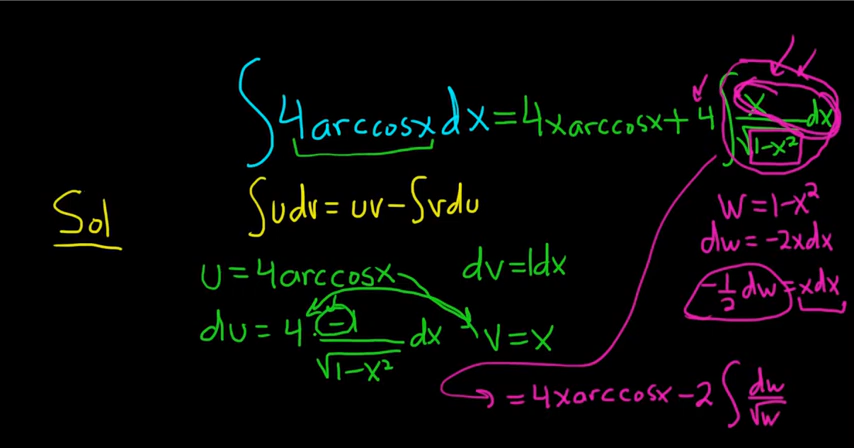 ∫ 4arccosx dx = 4xarccosx + 4 ∫ x/√(1-x²) dx
Sol
∫udv = uv - ∫vdu
w = 1-x²
dw = -2xdx
-1/2 dw = xdx
u = 4arccosx
dv = 1dx
du = 4 · -1/√(1-x²) dx
v = x
= 4xarccosx - 2 ∫ dw/√w